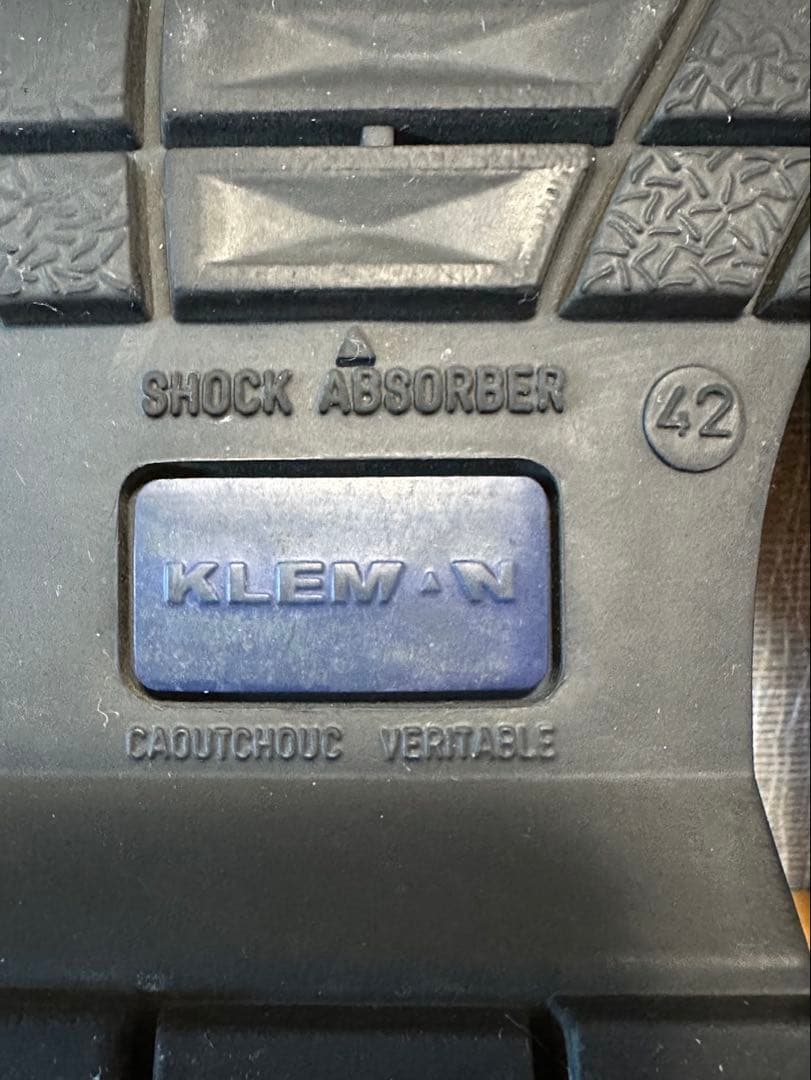 SHOCK ABSORBER
42
KLEMAN
CAOUTCHOUC VERITABLE